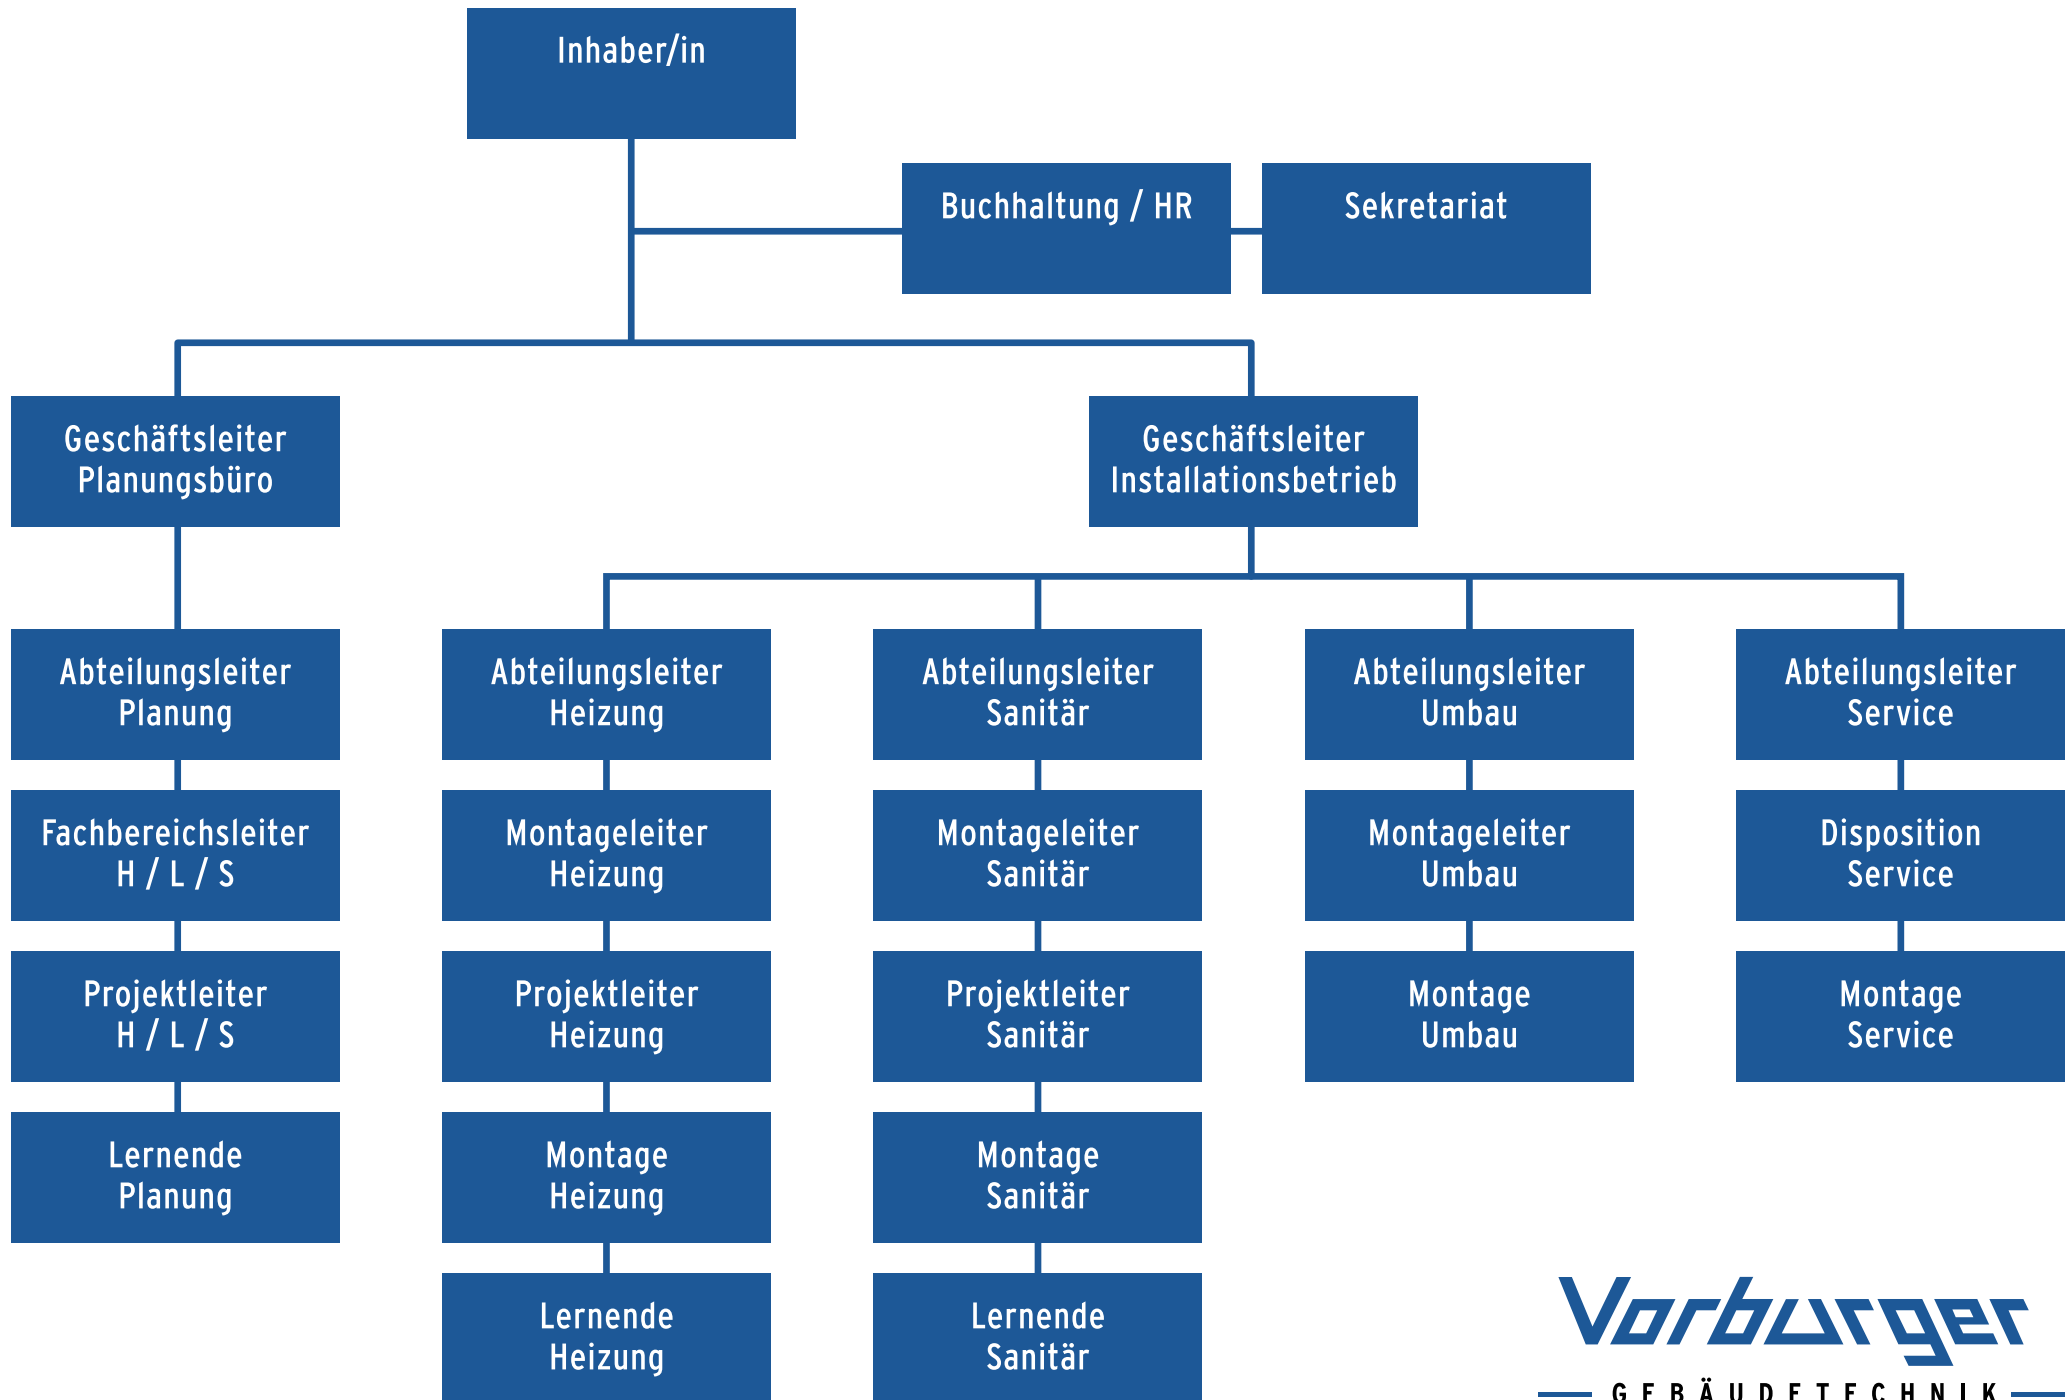 Inhaber/in
Buchhaltung / HR
Sekretariat
Geschäftsleiter
Planungsbüro
Geschäftsleiter
Installationsbetrieb
Abteilungsleiter
Planung
Abteilungsleiter
Heizung
Abteilungsleiter
Sanitär
Abteilungsleiter
Umbau
Abteilungsleiter
Service
Fachbereichsleiter
H / L / S
Montageleiter
Heizung
Montageleiter
Sanitär
Montageleiter
Umbau
Disposition
Service
Projektleiter
H / L / S
Projektleiter
Heizung
Projektleiter
Sanitär
Montage
Umbau
Montage
Service
Lernende
Planung
Montage
Heizung
Montage
Sanitär
Lernende
Heizung
Lernende
Sanitär
Vorburger
GEBÄUDETECHNIK